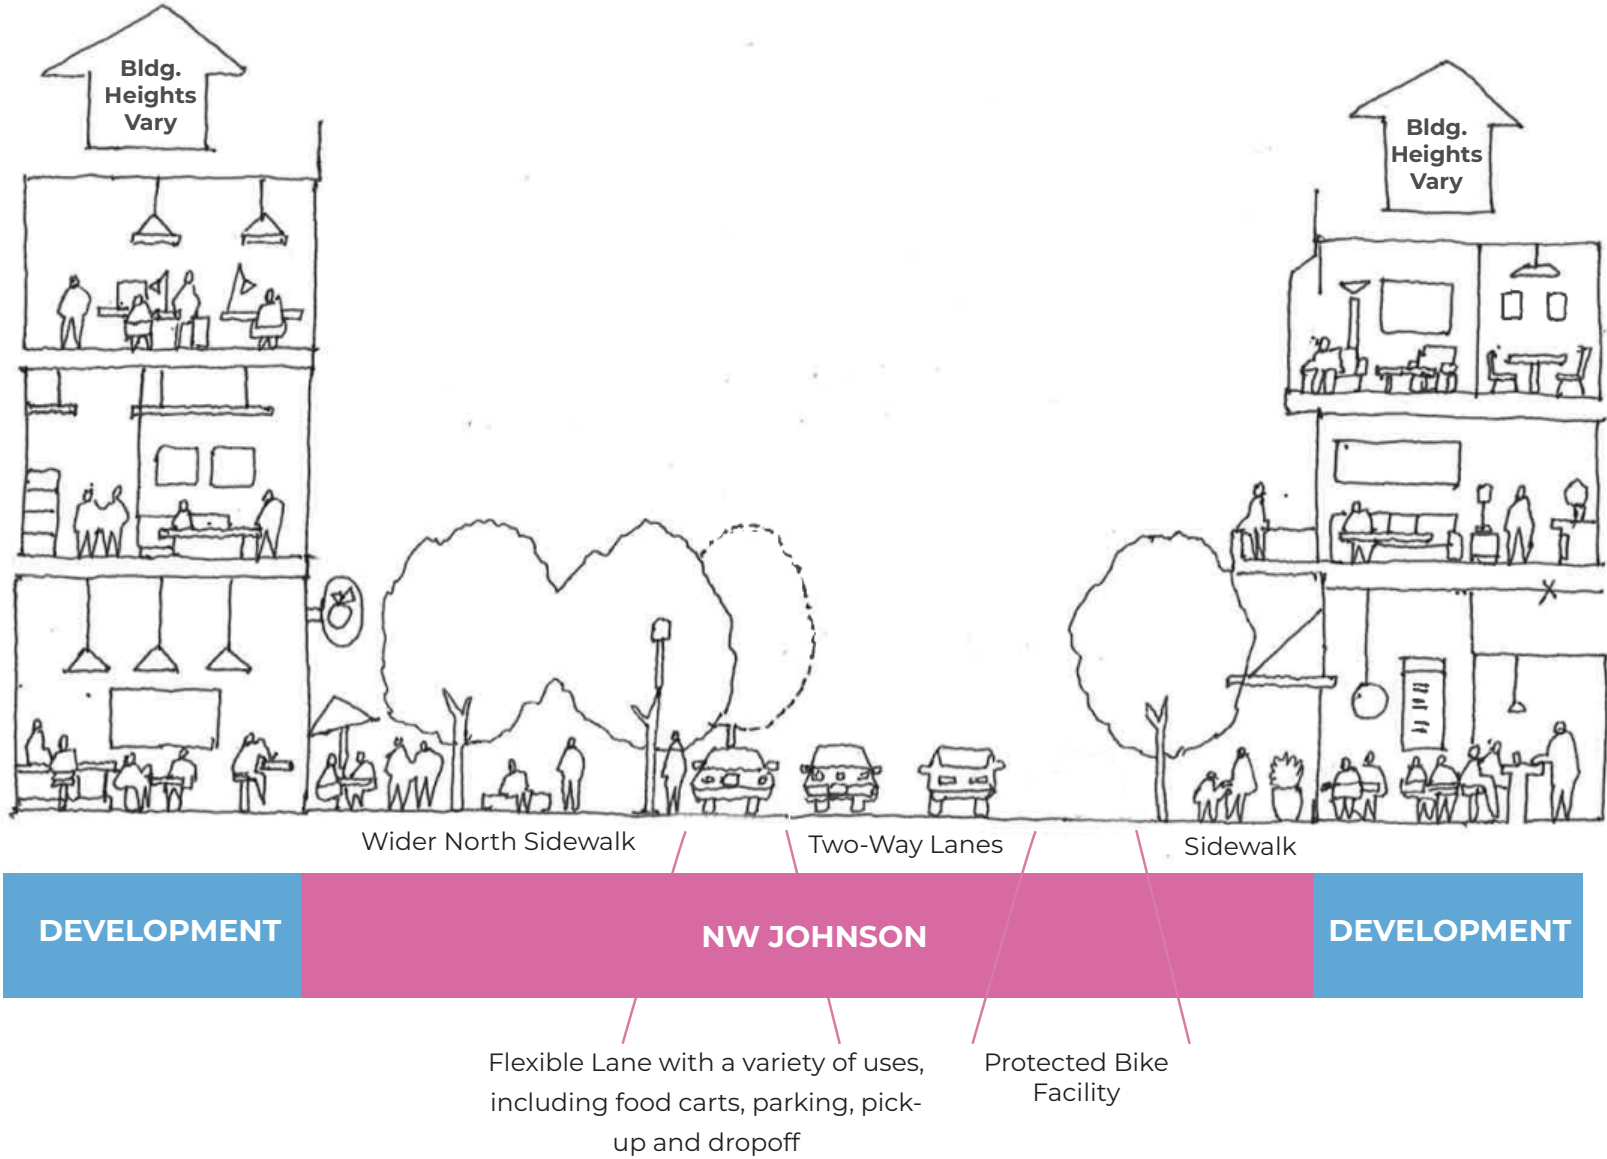 Bldg.
Heights
Vary
Bldg.
Heights
Vary
Wider North Sidewalk
Two-Way Lanes
Sidewalk
DEVELOPMENT
NW JOHNSON
DEVELOPMENT
Flexible Lane with a variety of uses,
including food carts, parking, pick-
up and dropoff
Protected Bike
Facility